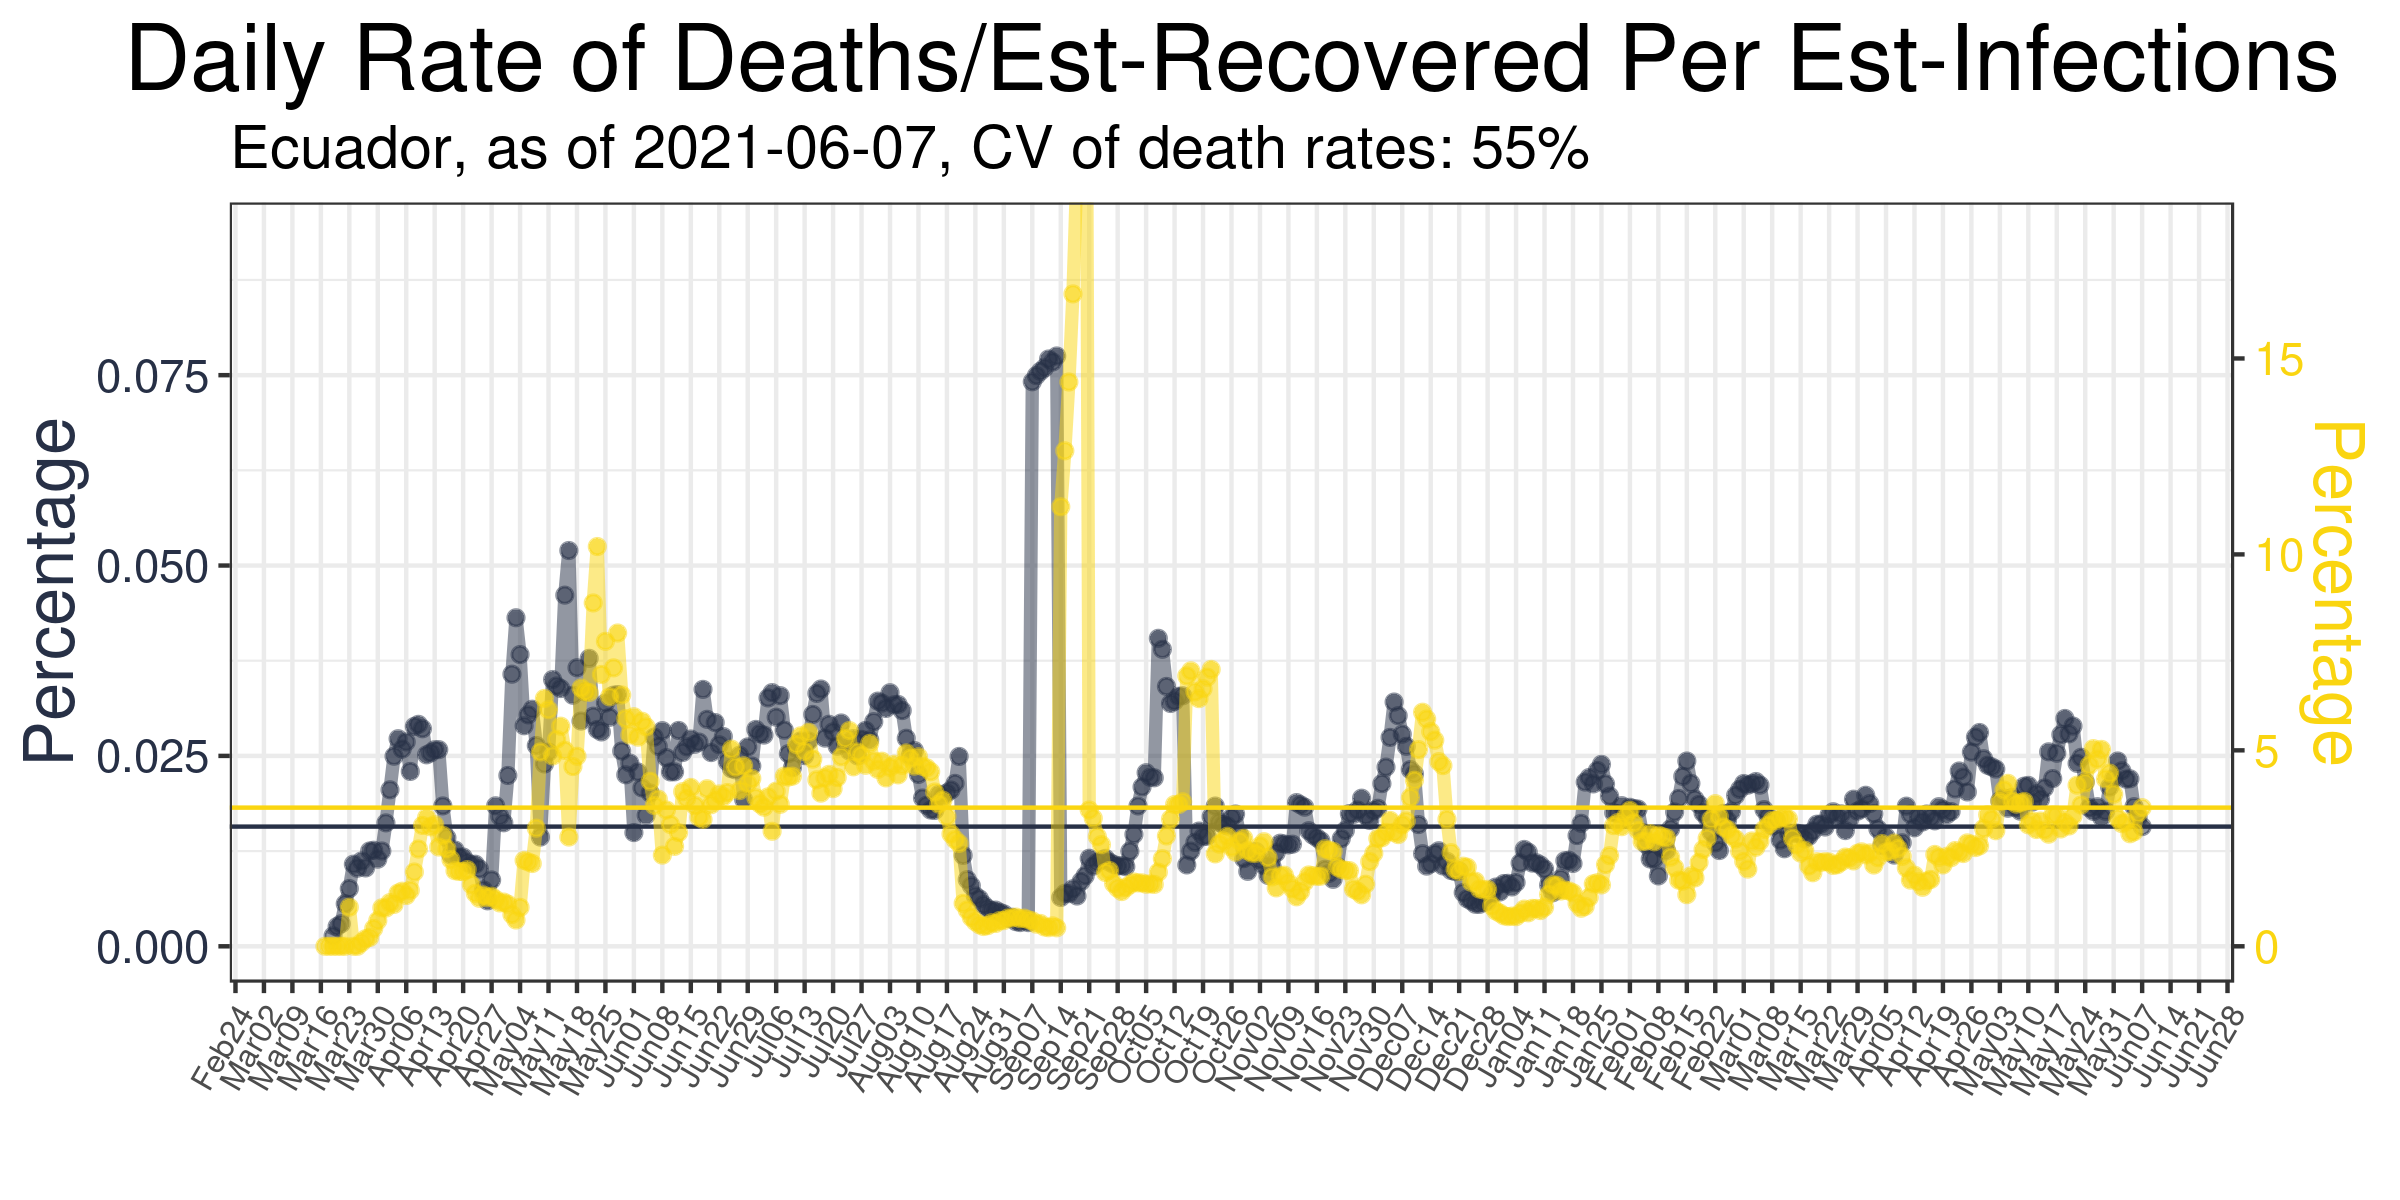 Daily Rate of Deaths/Est-Recovered Per Est-Infections
Ecuador, as of 2021-06-07, CV of death rates: 55%
Percentage
0.075
0.050
0.025
0.000
15
10
5
0
Percentage
Feb24
Mar02
Mar09
Mar16
Mar23
Mar30
Apr06
Apr13
Apr20
Apr27
May04
May11
May18
May25
Jun01
Jun08
Jun15
Jun22
Jun29
Jul06
Jul13
Jul20
Jul27
Aug03
Aug10
Aug17
Aug24
Aug31
Sep07
Sep14
Sep21
Sep28
Oct05
Oct12
Oct19
Oct26
Nov02
Nov09
Nov16
Nov23
Nov30
Dec07
Dec14
Dec21
Dec28
Jan04
Jan11
Jan18
Jan25
Feb01
Feb08
Feb15
Feb22
Mar01
Mar08
Mar15
Mar22
Mar29
Apr05
Apr12
Apr19
Apr26
May03
May10
May17
May24
May31
Jun07
Jun14
Jun21
Jun28